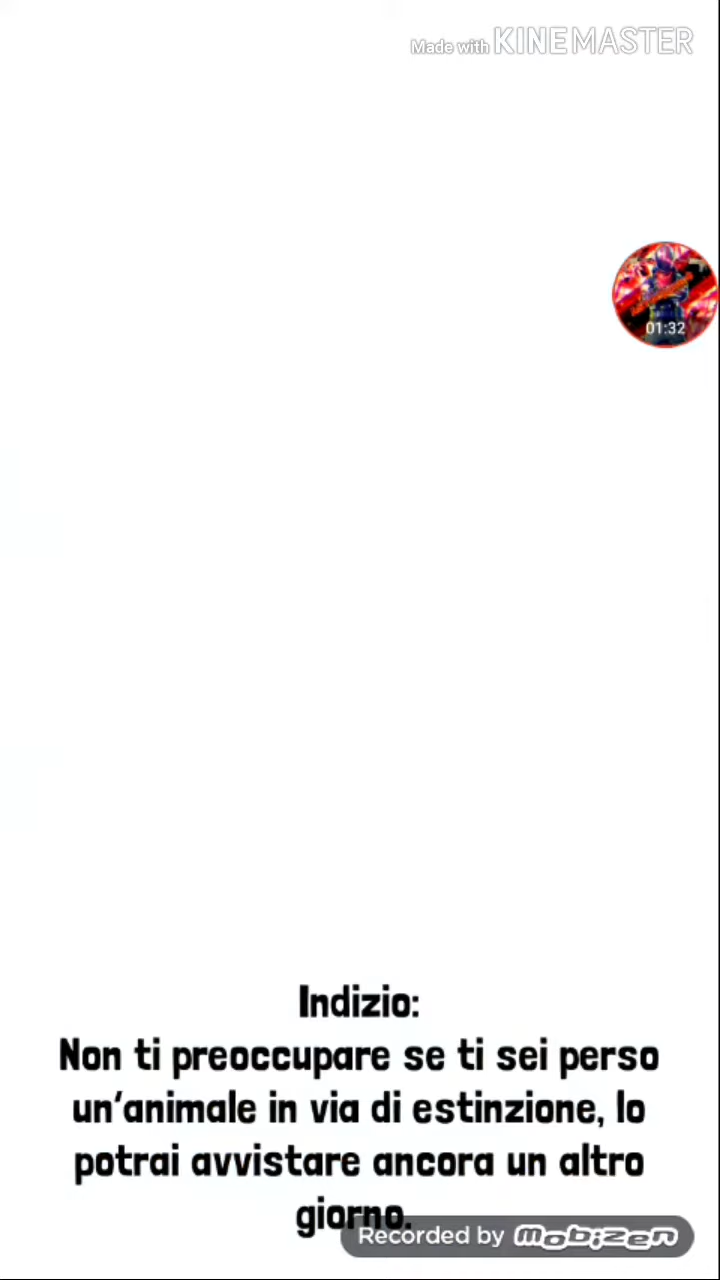 Made with KINEMASTER
01:32
Indizio:
Non ti preoccupare se ti sei perso
un'animale in via di estinzione, lo
potrai avvistare ancora un altro
giorno.
Recorded by mobizen